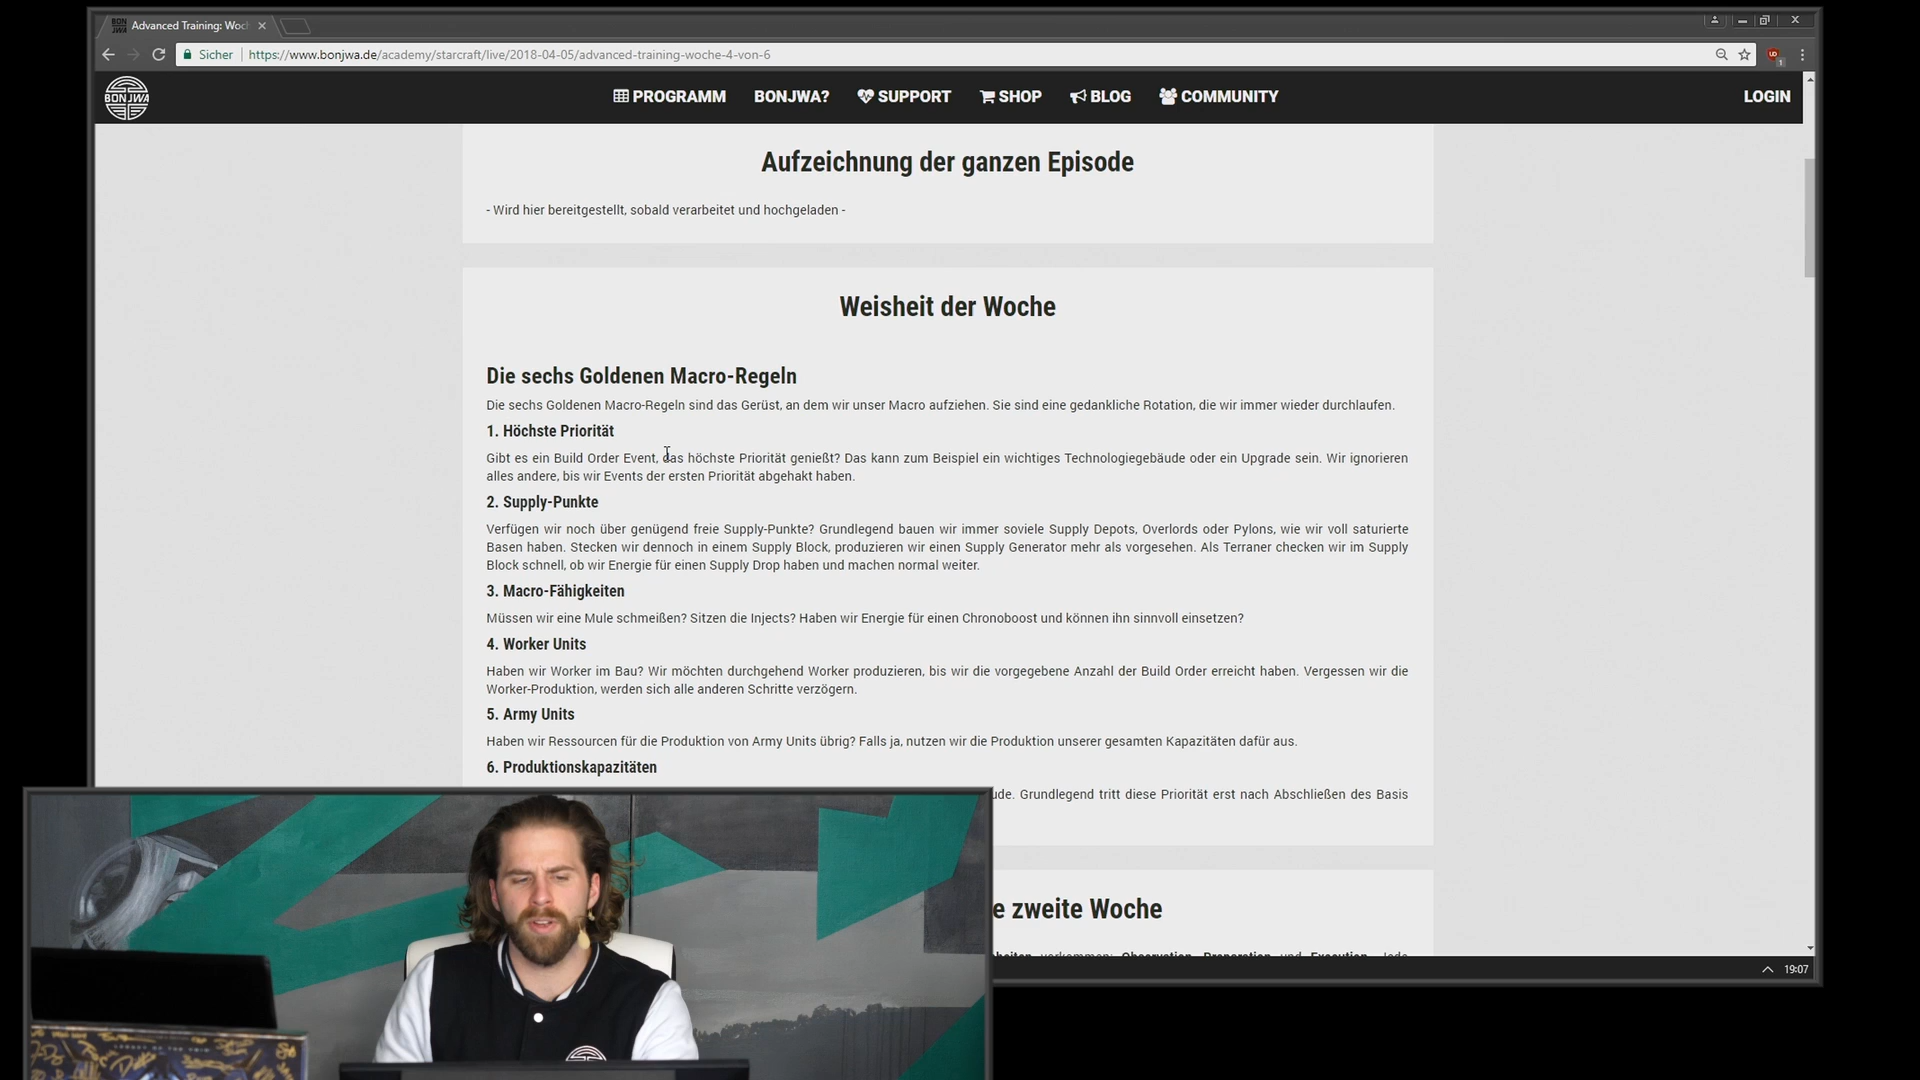 Advanced Training: Woc
Sicher https://www.bonjwa.de/academy/starcraft/live/2018-04-05/advanced-training-woche-4-von-6
BONJWA
PROGRAMM BONJWA? SUPPORT SHOP BLOG COMMUNITY LOGIN
Aufzeichnung der ganzen Episode
- Wird hier bereitgestellt, sobald verarbeitet und hochgeladen -
Weisheit der Woche
Die sechs Goldenen Macro-Regeln
Die sechs Goldenen Macro-Regeln sind das Gerüst, an dem wir unser Macro aufziehen. Sie sind eine gedankliche Rotation, die wir immer wieder durchlaufen.
1. Höchste Priorität
Gibt es ein Build Order Event, das höchste Priorität genießt? Das kann zum Beispiel ein wichtiges Technologiegebäude oder ein Upgrade sein. Wir ignorieren
alles andere, bis wir Events der ersten Priorität abgehakt haben.
2. Supply-Punkte
Verfügen wir noch über genügend freie Supply-Punkte? Grundlegend bauen wir immer soviele Supply Depots, Overlords oder Pylons, wie wir voll saturierte
Basen haben. Stecken wir dennoch in einem Supply Block, produzieren wir einen Supply Generator mehr als vorgesehen. Als Terraner checken wir im Supply
Block schnell, ob wir Energie für einen Supply Drop haben und machen normal weiter.
3. Macro-Fähigkeiten
Müssen wir eine Mule schmeißen? Sitzen die Injects? Haben wir Energie für einen Chronoboost und können ihn sinnvoll einsetzen?
4. Worker Units
Haben wir Worker im Bau? Wir möchten durchgehend Worker produzieren, bis wir die vorgegebene Anzahl der Build Order erreicht haben. Vergessen wir die
Worker-Produktion, werden sich alle anderen Schritte verzögern.
5. Army Units
Haben wir Ressourcen für die Produktion von Army Units übrig? Falls ja, nutzen wir die Produktion unserer gesamten Kapazitäten dafür aus.
6. Produktionskapazitäten
ude. Grundlegend tritt diese Priorität erst nach Abschließen des Basis
e zweite Woche
heiten vorkommen: Observation, Preparation und Execution. Jede
19:07